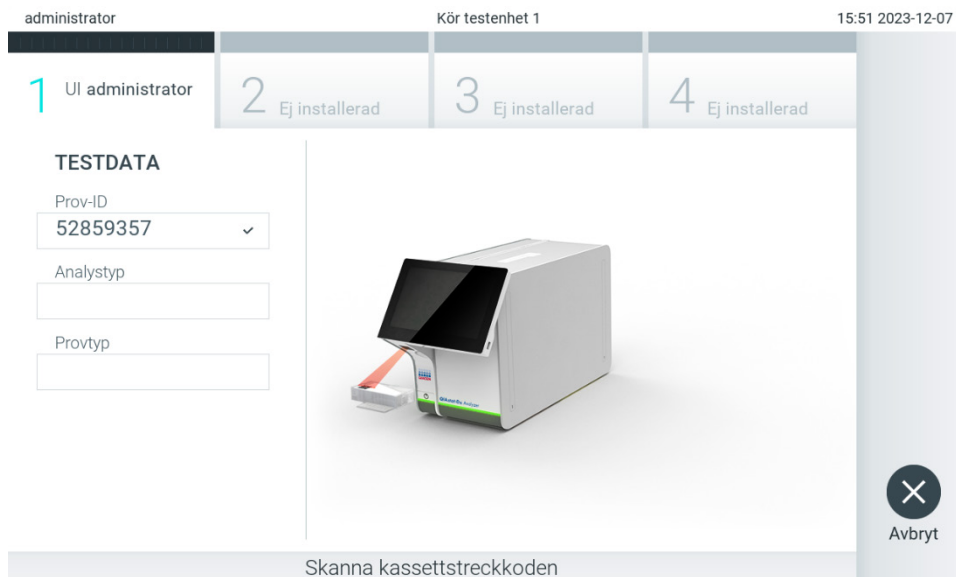 administrator Kör testenhet 1 15:51 2023-12-07
1 UI administrator
2 Ej installerad
3 Ej installerad
4 Ej installerad
TESTDATA
Prov-ID
52859357
Analystyp
Provtyp
Avbryt
Skanna kassettstreckkoden